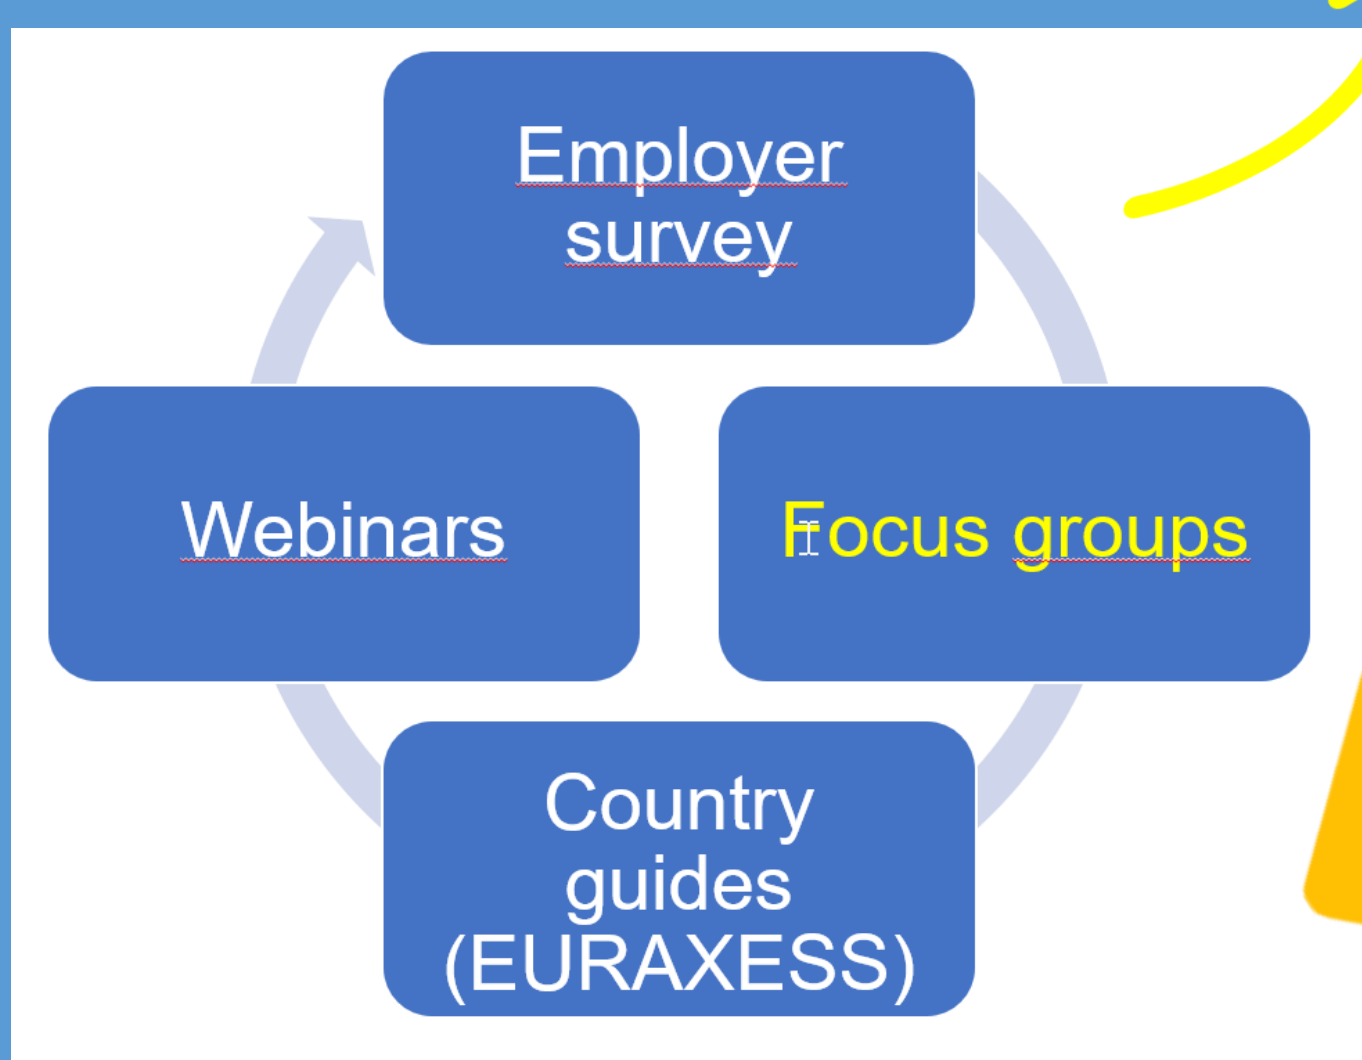 Employer
survey
Webinars
Focus groups
Country
guides
(EURAXESS)